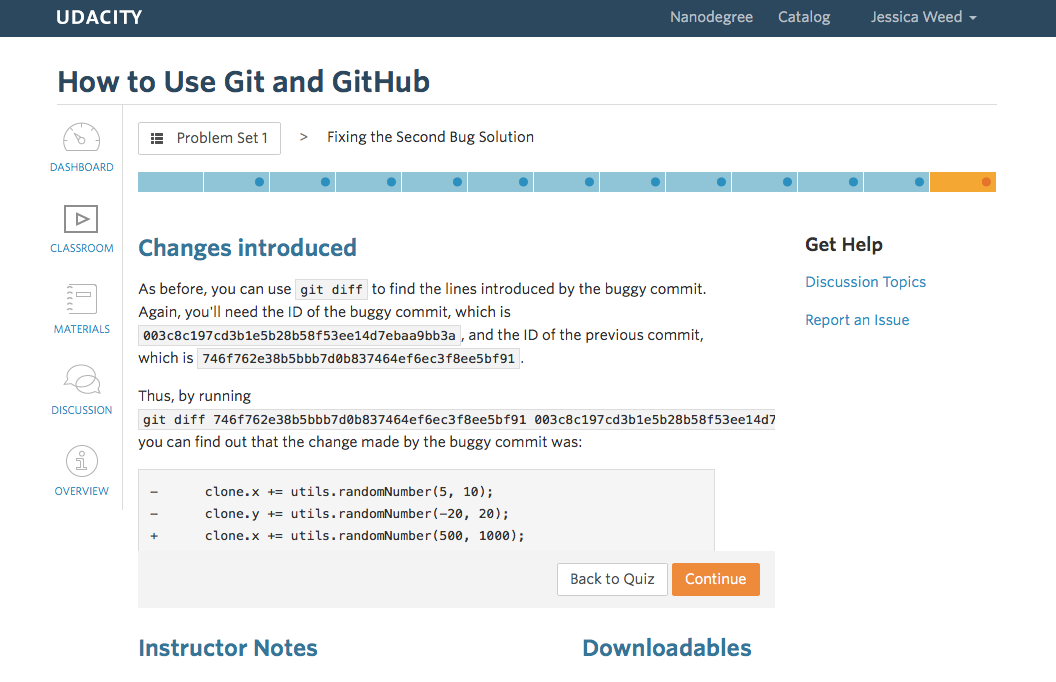 UDACITY
Nanodegree
Catalog
Jessica Weed
How to Use Git and GitHub
DASHBOARD
CLASSROOM
MATERIALS
DISCUSSION
OVERVIEW
Problem Set 1
>
Fixing the Second Bug Solution
Changes introduced
As before, you can use git diff to find the lines introduced by the buggy commit.
Again, you'll need the ID of the buggy commit, which is
003c8c197cd3b1e5b28b58f53ee14d7ebaa9bb3a, and the ID of the previous commit,
which is 746f762e38b5bbb7d0b837464ef6ec3f8ee5bf91.
Thus, by running
git diff 746f762e38b5bbb7d0b837464ef6ec3f8ee5bf91 003c8c197cd3b1e5b28b58f53ee14d7
you can find out that the change made by the buggy commit was:
- clone.x += utils.randomNumber(5, 10);
- clone.y += utils.randomNumber(-20, 20);
+ clone.x += utils.randomNumber(500, 1000);
Back to Quiz
Continue
Get Help
Discussion Topics
Report an Issue
Instructor Notes
Downloadables